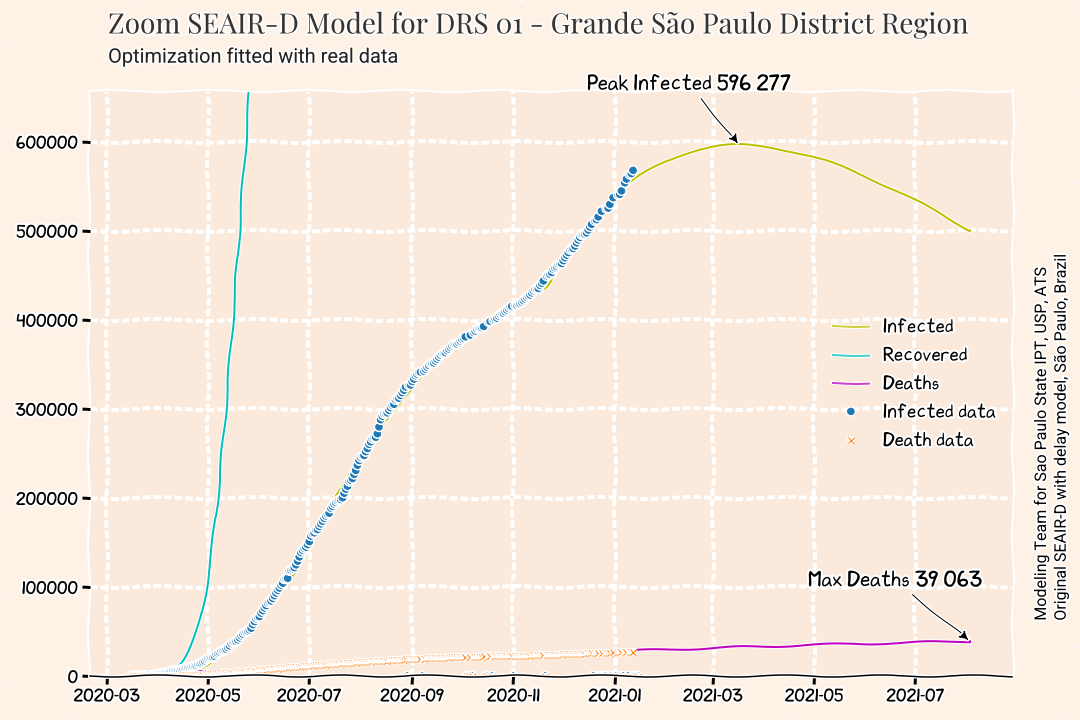 Zoom SEAIR-D Model for DRS 01 - Grande São Paulo District Region
Optimization fitted with real data
Peak Infected 596 277
600000
500000
400000
300000
200000
100000
0
Infected
Recovered
Deaths
Infected data
Death data
Max Deaths 39 063
2020-03 2020-05 2020-07 2020-09 2020-11 2021-01 2021-03 2021-05 2021-07
Modeling Team for Sao Paulo State IPT, USP, ATS
Original SEAIR-D with delay model, São Paulo, Brazil